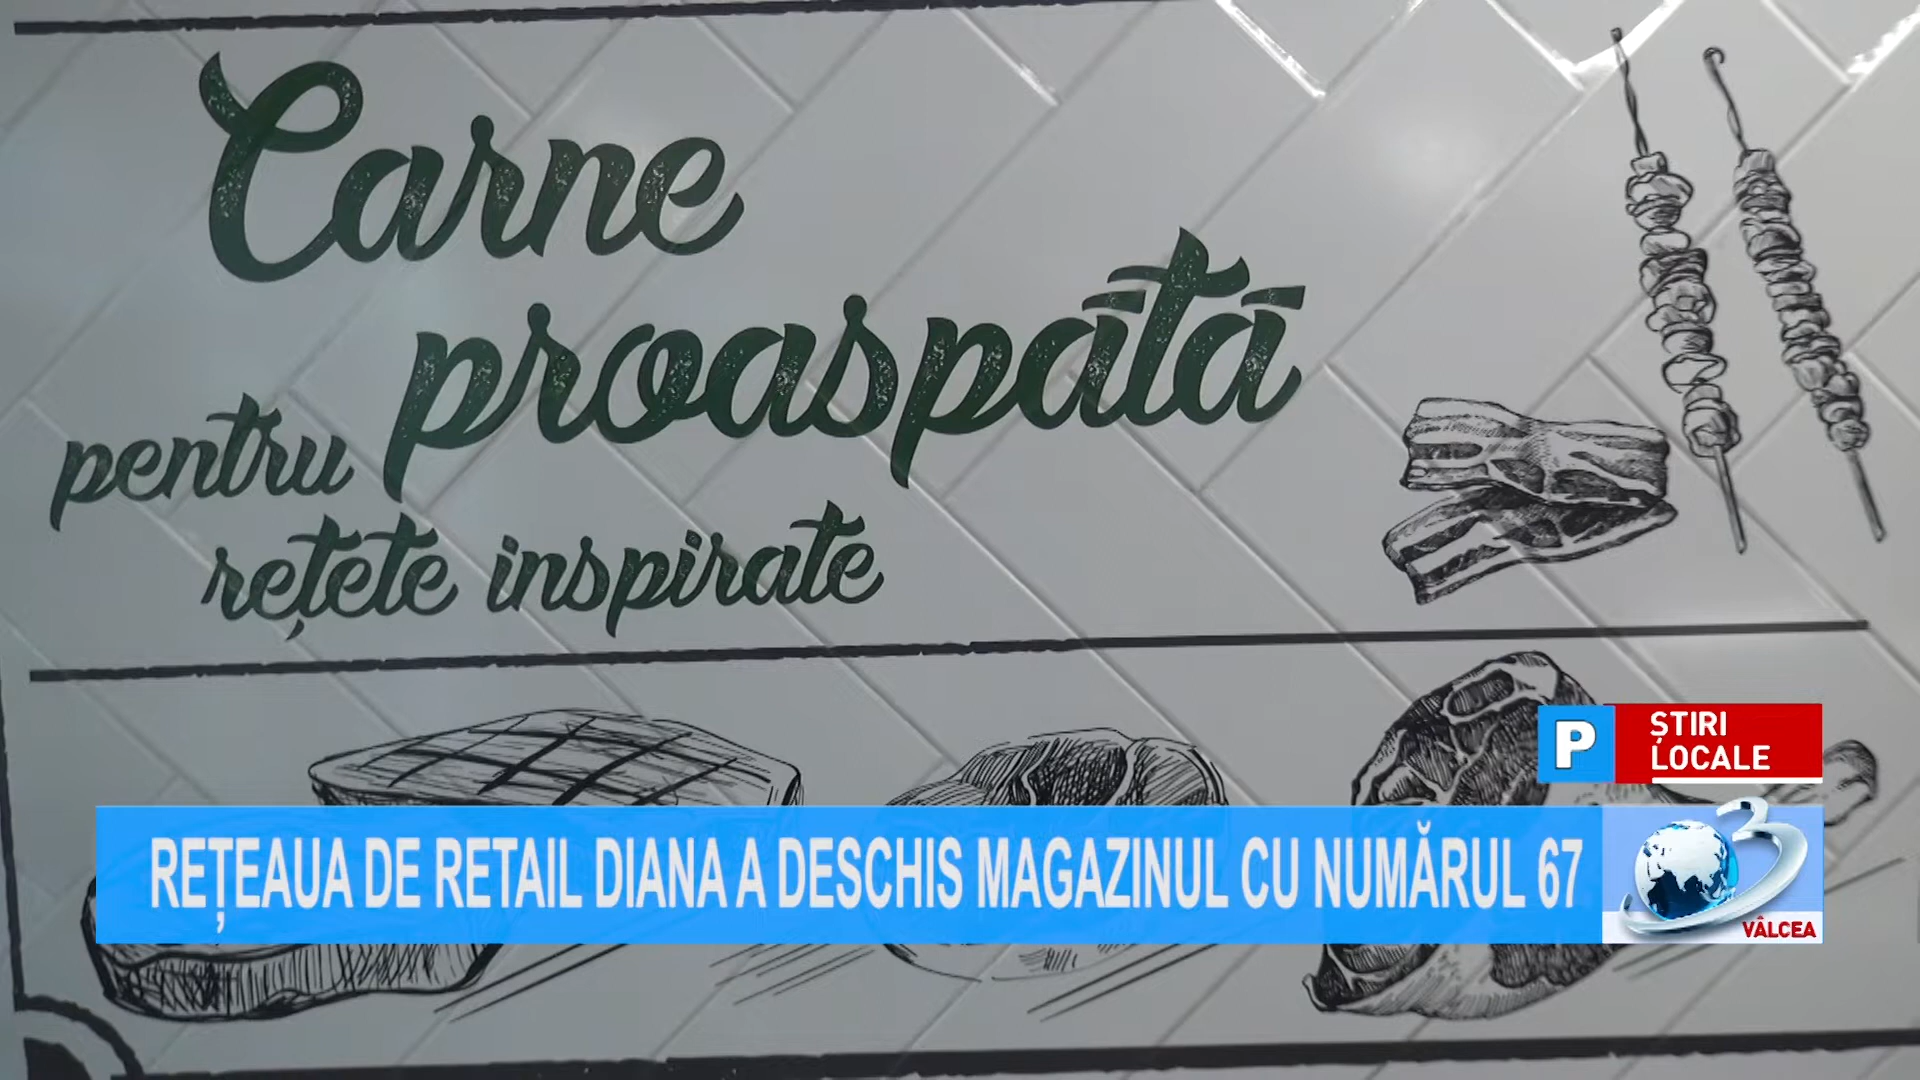 Carne
proaspătă
pentru
rețete inspirate
P
ȘTIRI
LOCALE
REȚEAUA DE RETAIL DIANA A DESCHIS MAGAZINUL CU NUMĂRUL 67
3
VÂLCEA